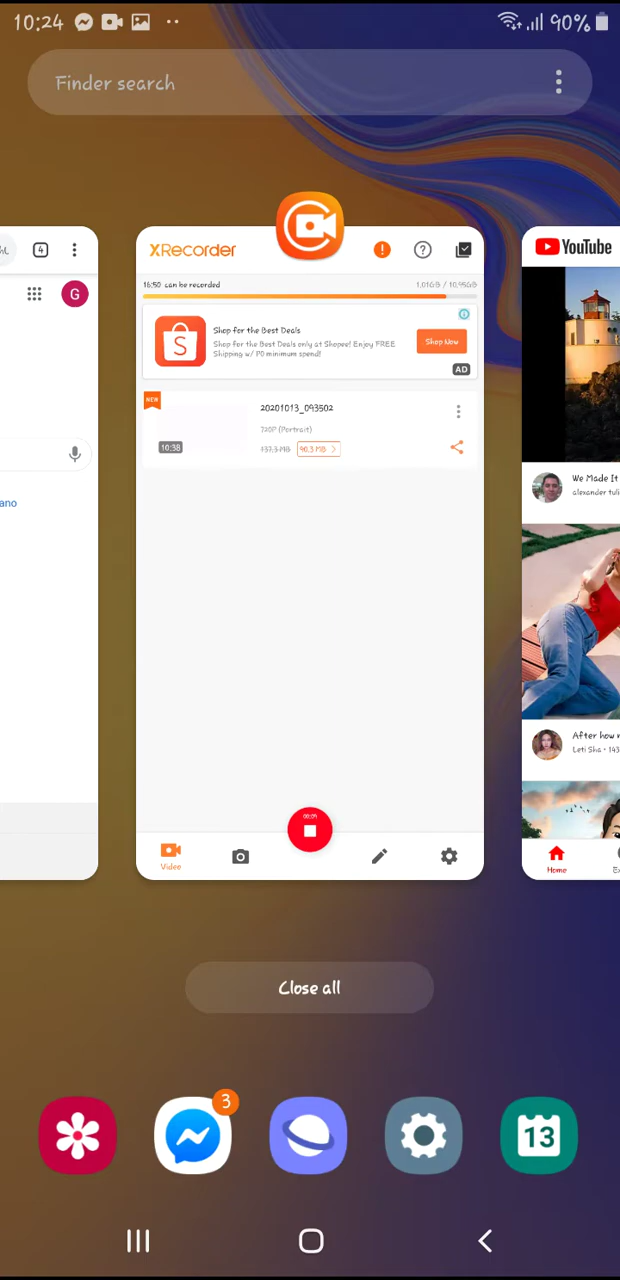 10:24
90%
Finder search
4
G
ano
XRecorder
16:50 can be recorded
1.01GB / 10.95GB
Shop for the Best Deals
Shop for the Best Deals only at Shopee! Enjoy FREE
Shipping w/ P0 minimum spend!
Shop Now
AD
NEW
20201013_093502
720P (Portrait)
10:38
137.3 MB
90.3 MB
Video
YouTube
We Made It
alexander tuli
After how
Leti Sha • 143
Home
Close all
3
13